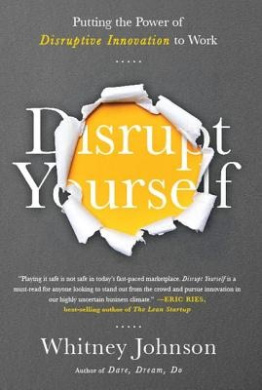 Putting the Power of
Disruptive Innovation to Work
.....
Disrupt
Yourself
"Playing it safe is not safe in today's fast-paced marketplace. Disrupt Yourself is a
must-read for anyone looking to stand out from the crowd and pursue innovation in
our highly uncertain business climate." —ERIC RIES,
best-selling author of The Lean Startup
.....
Whitney Johnson
Author of Dare, Dream, Do